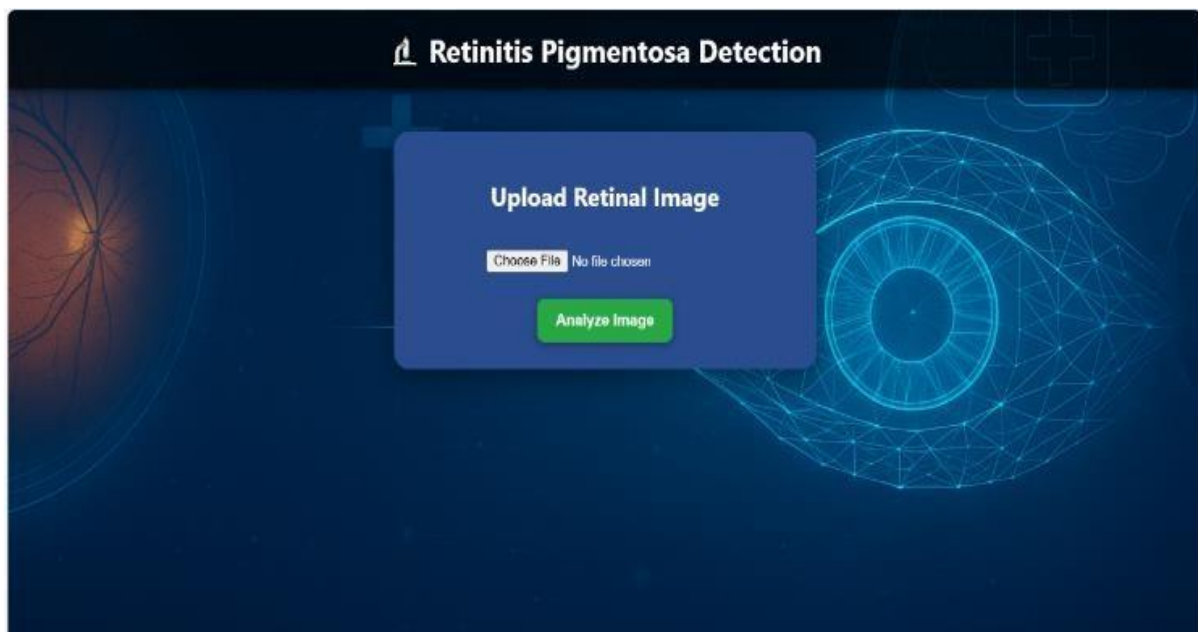 Retinitis Pigmentosa Detection
Upload Retinal Image
Choose File No file chosen
Analyze Image